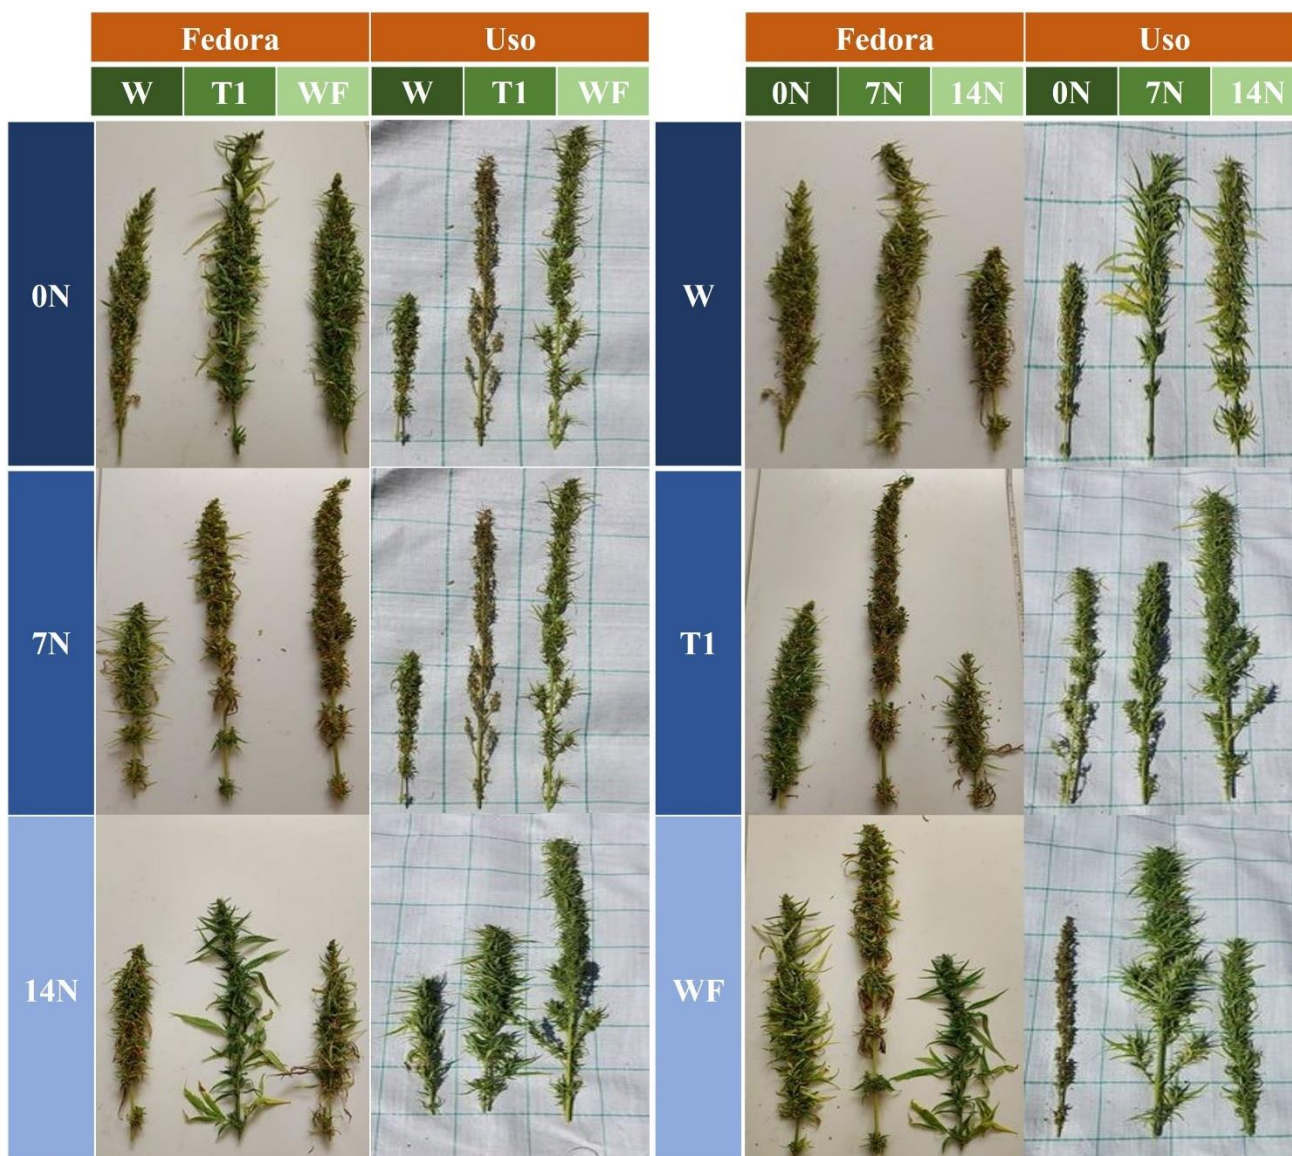 Fedora Uso
W T1 WF W T1 WF
0N
7N
14N
Fedora Uso
0N 7N 14N 0N 7N 14N
W
T1
WF